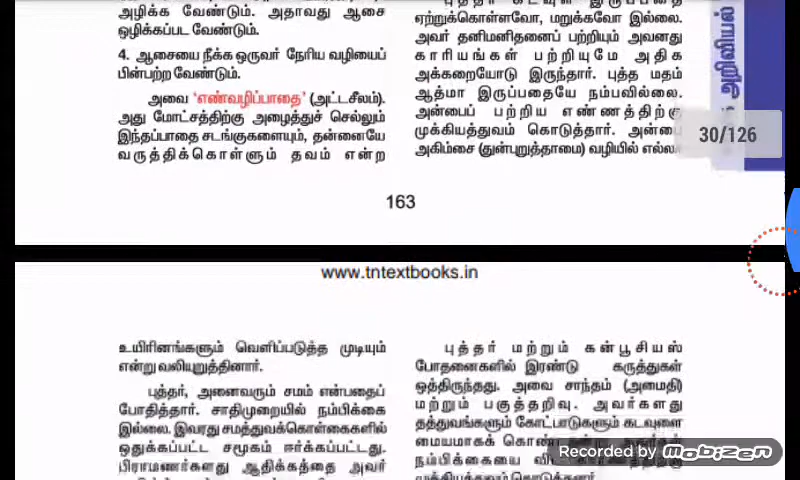 அழிக்க வேண்டும். அதாவது ஆசை
ஒழிக்கப்பட வேண்டும்.
4. ஆசையை நீக்க ஒருவர் நேரிய வழியைப்
பின்பற்ற வேண்டும்.
அவை ‘எண்வழிப்பாதை’ (அட்டசீலம்).
அது மோட்சத்திற்கு அழைத்துச் செல்லும்
இந்தப்பாதை சடங்குகளையும், தன்னையே
வருத்திக்கொள்ளும் தவம் என்ற
ஏற்றுக்கொள்ளவோ, மறுக்கவோ இல்லை.
அவர் தனிமனிதனைப் பற்றியும் அவனது
காரியங்கள் பற்றியுமே அதிக
அக்கறையோடு இருந்தார். புத்த மதம்
ஆத்மா இருப்பதையே நம்பவில்லை.
அன்பைப் பற்றிய எண்ணத்திற்கு
முக்கியத்துவம் கொடுத்தார். அன்பை
அகிம்சை (துன்புறுத்தாமை) வழியில்
அறிவியல்
30/126
163
www.tntextbooks.in
உயிரினங்களும் வெளிப்படுத்த முடியும்
என்று வலியுறுத்தினார்.
புத்தர், அனைவரும் சமம் என்பதைப்
போதித்தார். சாதிமுறையில் நம்பிக்கை
இல்லை. இவரது சமத்துவக்கொள்கைகளில்
ஒதுக்கப்பட்ட சமூகம் ஈர்க்கப்பட்டது.
பிராமணர்களது ஆதிக்கத்தை அவர்
புத்தர் மற்றும் கன்பூசியஸ்
போதனைகளில் இரண்டு கருத்துகள்
ஒத்திருந்தது. அவை சாந்தம் (அமைதி)
மற்றும் பகுத்தறிவு. அவர்களது
தத்துவங்களும் கோட்பாடுகளும் கடவுளை
மையமாகக்
நம்பிக்கையை
Recorded by mobizen